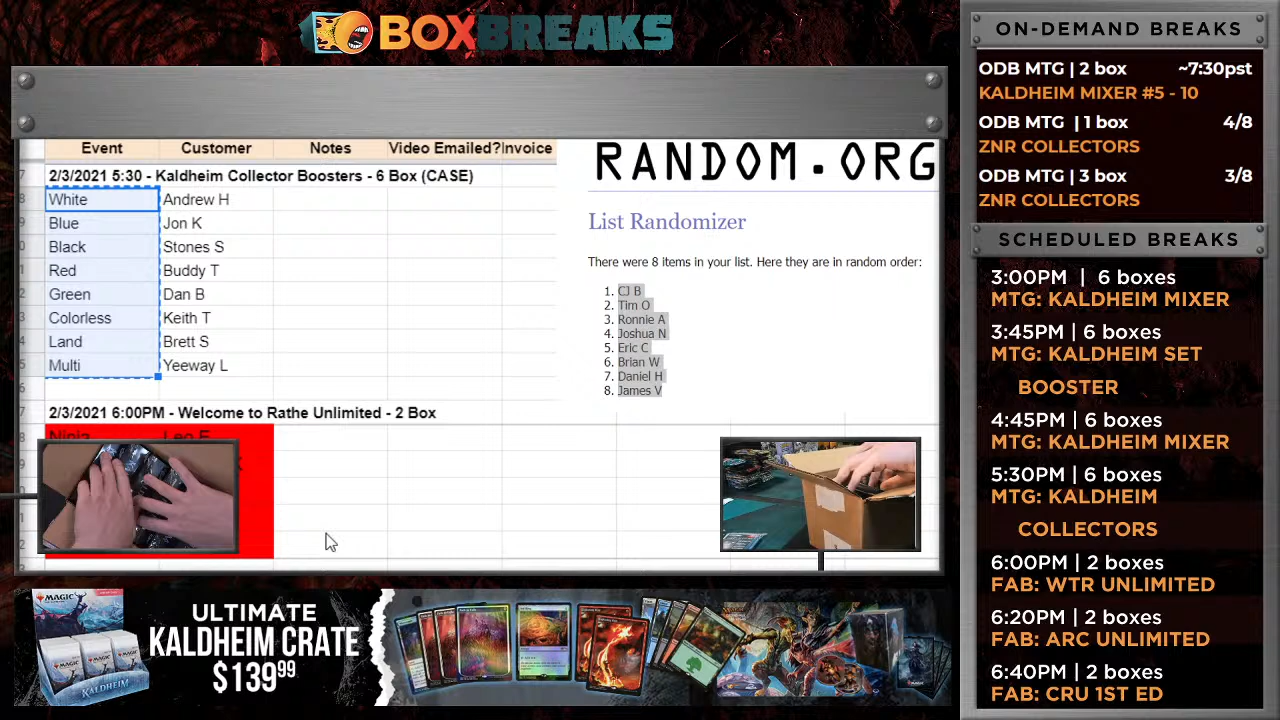 BOXBREAKS
Event Customer Notes Video Emailed? Invoice
2/3/2021 5:30 - Kaldheim Collector Boosters - 6 Box (CASE)
White Andrew H
Blue Jon K
Black Stones S
Red Buddy T
Green Dan B
Colorless Keith T
Land Brett S
Multi Yeeway L
2/3/2021 6:00PM - Welcome to Rathe Unlimited - 2 Box
Ninja Leo F
RANDOM.ORG
List Randomizer
There were 8 items in your list. Here they are in random order:
1. CJ B
2. Tim O
3. Ronnie A
4. Joshua N
5. Eric C
6. Brian W
7. Daniel H
8. James V
MAGIC
KALDHEIM
ULTIMATE
KALDHEIM CRATE
$139.99
ON-DEMAND BREAKS
ODB MTG | 2 box ~7:30pst
KALDHEIM MIXER #5 - 10
ODB MTG | 1 box 4/8
ZNR COLLECTORS
ODB MTG | 3 box 3/8
ZNR COLLECTORS
SCHEDULED BREAKS
3:00PM | 6 boxes
MTG: KALDHEIM MIXER
3:45PM | 6 boxes
MTG: KALDHEIM SET
BOOSTER
4:45PM | 6 boxes
MTG: KALDHEIM MIXER
5:30PM | 6 boxes
MTG: KALDHEIM
COLLECTORS
6:00PM | 2 boxes
FAB: WTR UNLIMITED
6:20PM | 2 boxes
FAB: ARC UNLIMITED
6:40PM | 2 boxes
FAB: CRU 1ST ED